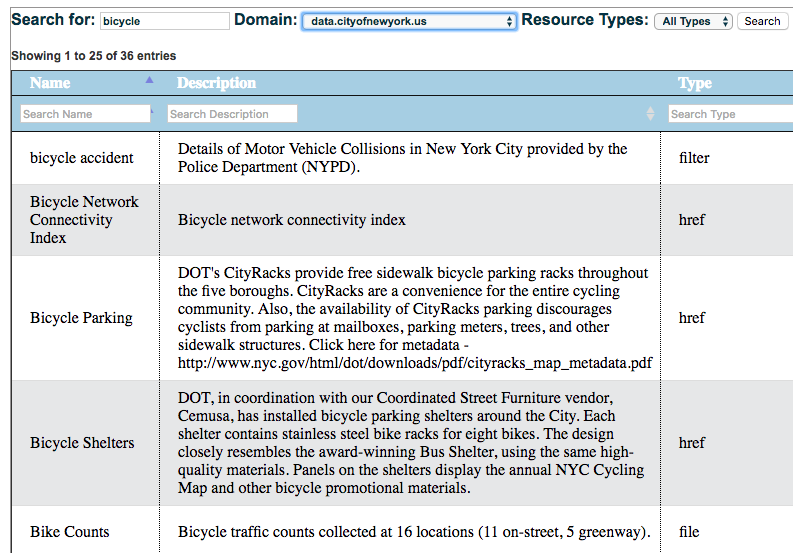 Search for: bicycle Domain: data.cityofnewyork.us Resource Types: All Types Search
Showing 1 to 25 of 36 entries
Name Description Type
Search Name Search Description Search Type
bicycle accident
Details of Motor Vehicle Collisions in New York City provided by the
Police Department (NYPD).
filter
Bicycle Network
Connectivity
Index
Bicycle network connectivity index
href
Bicycle Parking
DOT's CityRacks provide free sidewalk bicycle parking racks throughout
the five boroughs. CityRacks are a convenience for the entire cycling
community. Also, the availability of CityRacks parking discourages
cyclists from parking at mailboxes, parking meters, trees, and other
sidewalk structures. Click here for metadata -
http://www.nyc.gov/html/dot/downloads/pdf/cityracks_map_metadata.pdf
href
Bicycle Shelters
DOT, in coordination with our Coordinated Street Furniture vendor,
Cemusa, has installed bicycle parking shelters around the City. Each
shelter contains stainless steel bike racks for eight bikes. The design
closely resembles the award-winning Bus Shelter, using the same high-
quality materials. Panels on the shelters display the annual NYC Cycling
Map and other bicycle promotional materials.
href
Bike Counts
Bicycle traffic counts collected at 16 locations (11 on-street, 5 greenway).
file